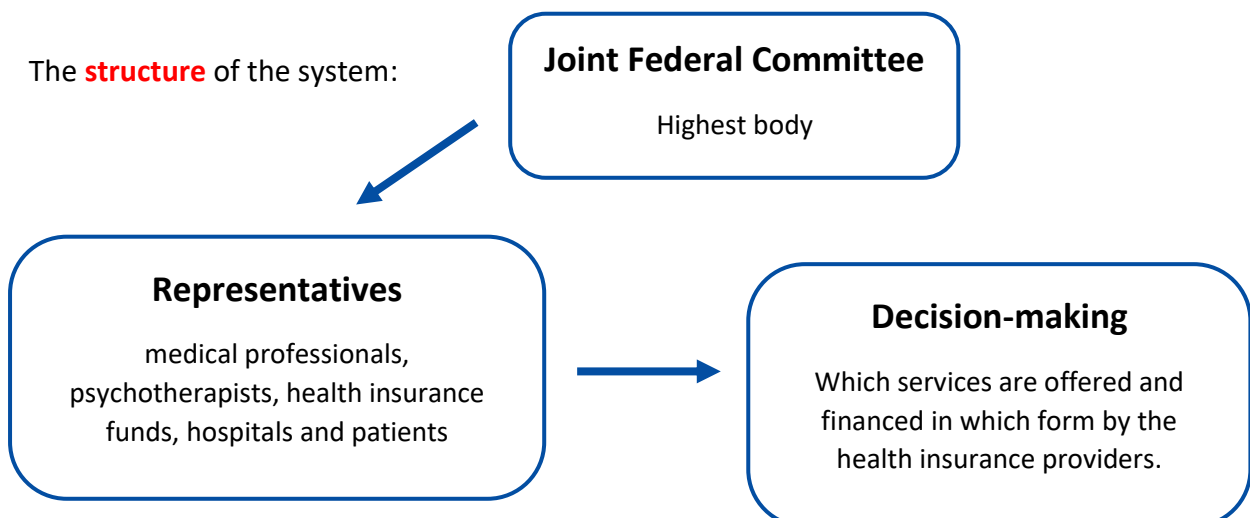 The structure of the system:
Joint Federal Committee
Highest body
Representatives
medical professionals,
psychotherapists, health insurance
funds, hospitals and patients
Decision-making
Which services are offered and
financed in which form by the
health insurance providers.